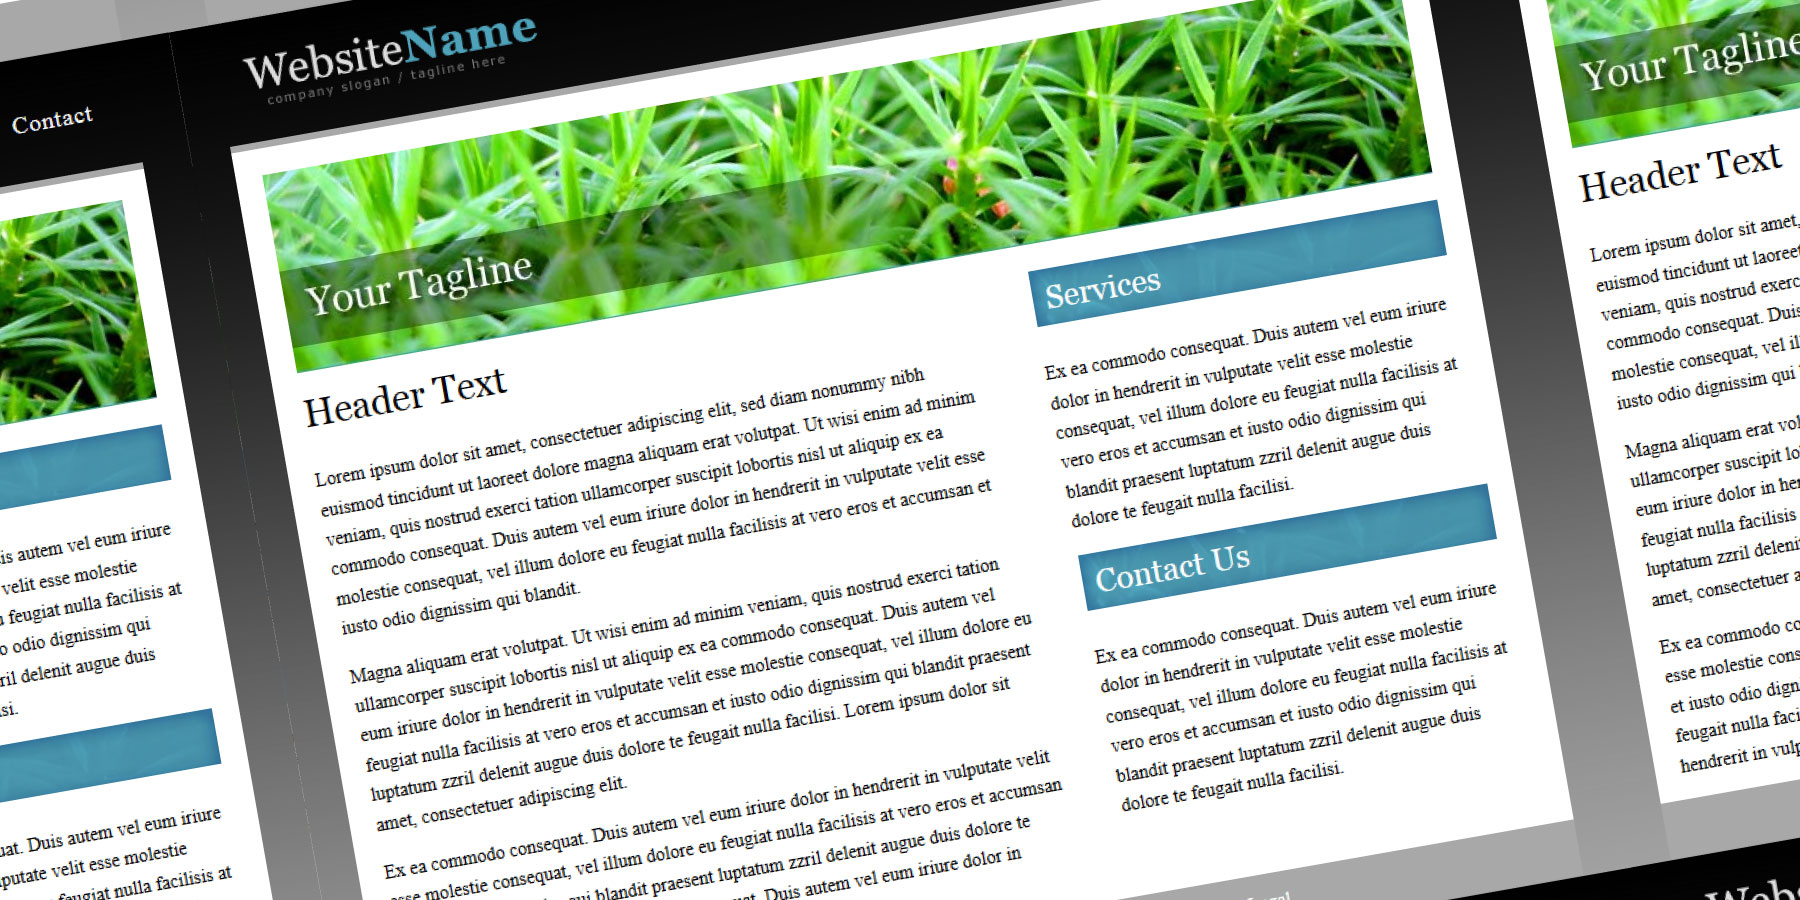 Contact
is autem vel eum iriure
velit esse molestie
feugiat nulla facilisis at
odio dignissim qui
delenit augue duis
uat. Duis autem vel eum iriure
velit esse molestie
feugiat nulla facilisis at
WebsiteName
company slogan / tagline here
Your Tagline
Header Text
Lorem ipsum dolor sit amet, consectetuer adipiscing elit, sed diam nonummy nibh
euismod tincidunt ut laoreet dolore magna aliquam erat volutpat. Ut wisi enim ad minim
veniam, quis nostrud exerci tation ullamcorper suscipit lobortis nisl ut aliquip ex ea
commodo consequat. Duis autem vel eum iriure dolor in hendrerit in vulputate velit esse
molestie consequat, vel illum dolore eu feugiat nulla facilisis at vero eros et accumsan et
iusto odio dignissim qui blandit.
Magna aliquam erat volutpat. Ut wisi enim ad minim veniam, quis nostrud exerci tation
ullamcorper suscipit lobortis nisl ut aliquip ex ea commodo consequat. Duis autem vel
eum iriure dolor in hendrerit in vulputate velit esse molestie consequat, vel illum dolore eu
feugiat nulla facilisis at vero eros et accumsan et iusto odio dignissim qui blandit praesent
luptatum zzril delenit augue duis dolore te feugait nulla facilisi. Lorem ipsum dolor sit
amet, consectetuer adipiscing elit.
Ex ea commodo consequat. Duis autem vel eum iriure dolor in hendrerit in vulputate velit
esse molestie consequat, vel illum dolore eu feugiat nulla facilisis at vero eros et accumsan
qui blandit praesent luptatum zzril delenit augue duis dolore te
Duis autem vel eum iriure dolor in
Services
Ex ea commodo consequat. Duis autem vel eum iriure
dolor in hendrerit in vulputate velit esse molestie
consequat, vel illum dolore eu feugiat nulla facilisis at
vero eros et accumsan et iusto odio dignissim qui
blandit praesent luptatum zzril delenit augue duis
dolore te feugait nulla facilisi.
Contact Us
Ex ea commodo consequat. Duis autem vel eum iriure
dolor in hendrerit in vulputate velit esse molestie
consequat, vel illum dolore eu feugiat nulla facilisis at
vero eros et accumsan et iusto odio dignissim qui
blandit praesent luptatum zzril delenit augue duis
dolore te feugait nulla facilisi.
Your Tagline
Header Text
Lorem ipsum dolor sit amet,
euismod tincidunt ut laoreet
veniam, quis nostrud exerc
commodo consequat. Duis
molestie consequat, vel il
iusto odio dignissim qui
Magna aliquam erat vol
ullamcorper suscipit lo
eum iriure dolor in hen
feugiat nulla facilisis
luptatum zzril deleni
amet, consectetuer a
Ex ea commodo co
esse molestie cons
et iusto odio dign
feugait nulla faci
hendrerit in vulp
Webs